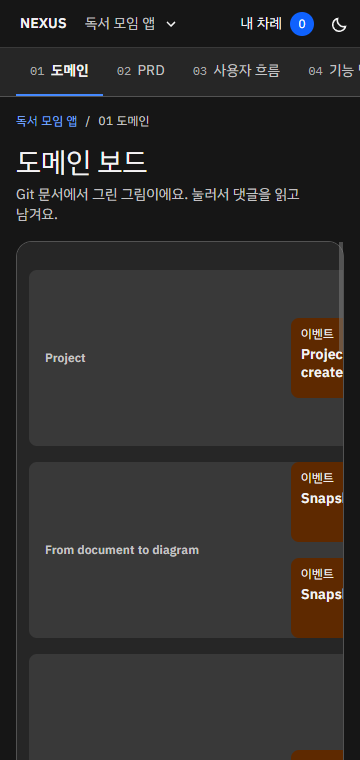 NEXUS 독서 모임 앱 내 차례 0
01 도메인 02 PRD 03 사용자 흐름 04 기능
독서 모임 앱 / 01 도메인
도메인 보드
Git 문서에서 그린 그림이에요. 눌러서 댓글을 읽고
남겨요.
Project
이벤트
Projec
create
From document to diagram
이벤트
Snaps
이벤트
Snaps